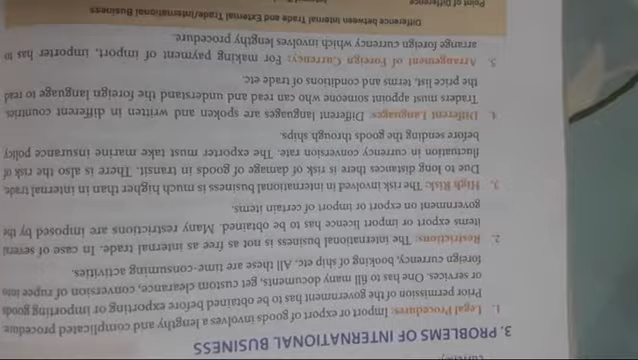 3. PROBLEMS OF INTERNATIONAL BUSINESS
1. Legal Procedures: Import or export of goods involves a lengthy and complicated procedure.
Prior permission of the government has to be obtained before exporting or importing goods
or services. One has to fill many documents, get custom clearance, conversion of rupee into
foreign currency, booking of ship etc. All these are time-consuming activities.
2. Restrictions: The international business is not as free as internal trade. In case of several
items export or import licence has to be obtained. Many restrictions are imposed by the
government on export or import of certain items.
3. High Risk: The risk involved in international business is much higher than in internal trade.
Due to long distances there is risk of damage of goods in transit. There is also the risk of
fluctuation in currency conversion rate. The exporter must take marine insurance policy
before sending the goods through ships.
4. Different Languages: Different languages are spoken and written in different countries.
Traders must appoint someone who can read and understand the foreign language to read
the price list, terms and conditions of trade etc.
5. Arrangement of Foreign Currency: For making payment of import, importer has to
arrange foreign currency which involves lengthy procedure.
Difference between Internal Trade and External Trade/International Business
Point of Difference